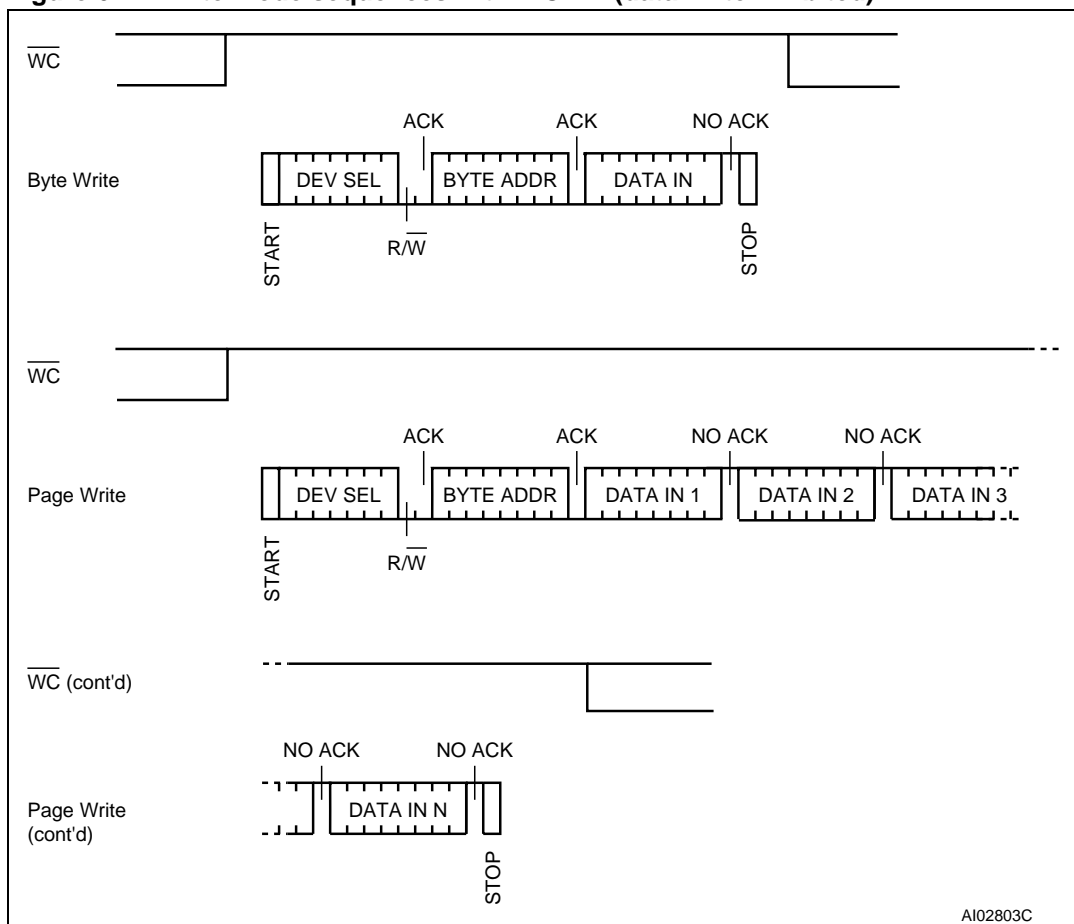 WC
ACK ACK NO ACK
Byte Write DEV SEL BYTE ADDR DATA IN
START R/W STOP
WC
ACK ACK NO ACK NO ACK
Page Write DEV SEL BYTE ADDR DATA IN 1 DATA IN 2 DATA IN 3
START R/W
WC (cont'd)
NO ACK NO ACK
Page Write
(cont'd)
DATA IN N
STOP
AI02803C